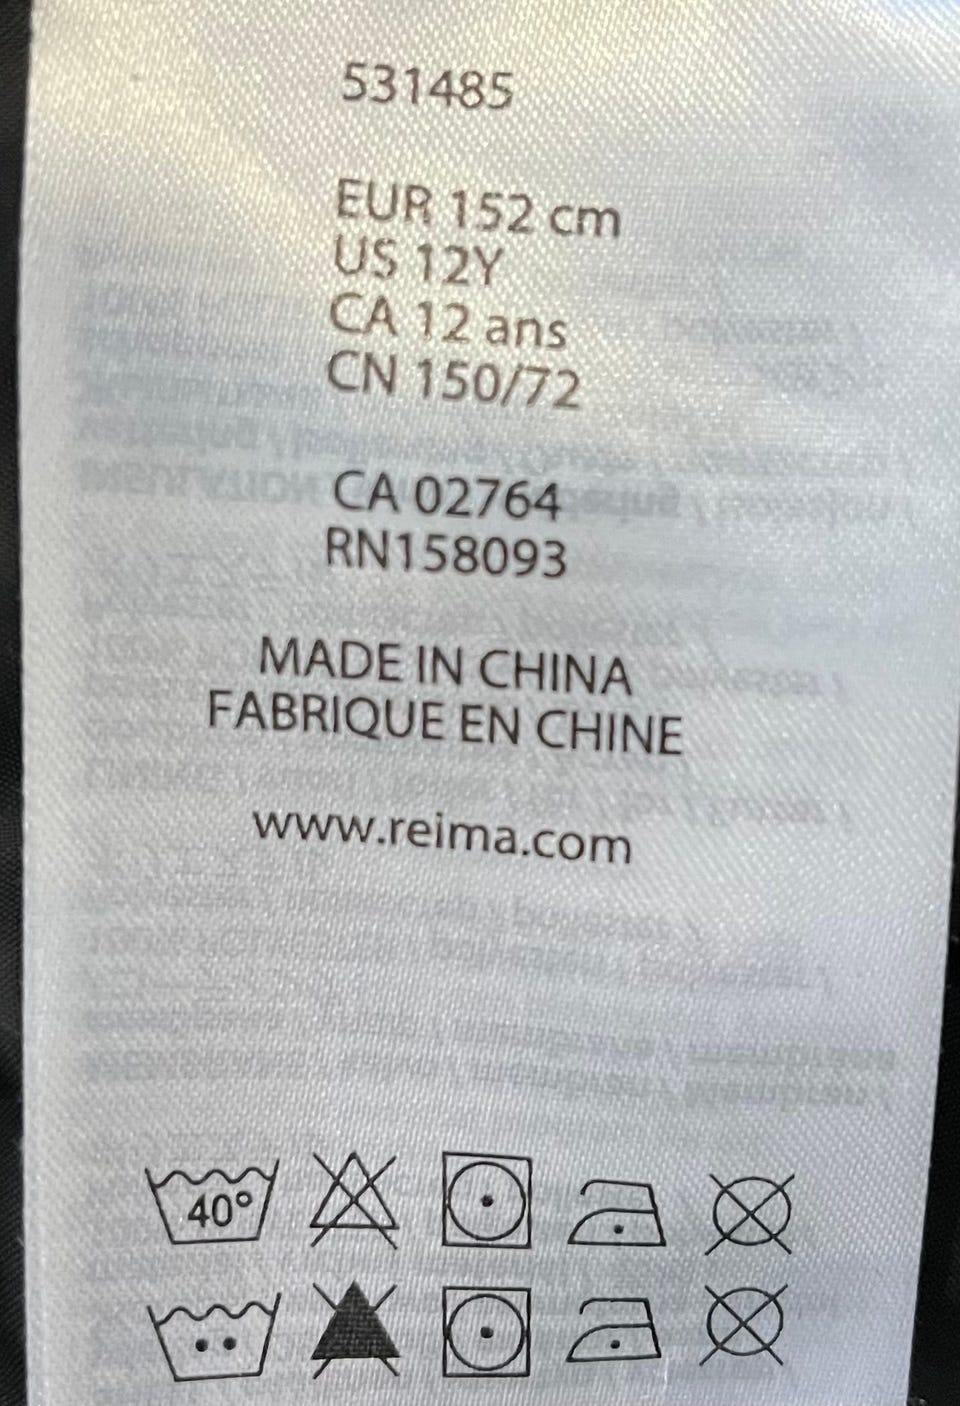 531485
EUR 152 cm
US 12Y
CA 12 ans
CN 150/72
CA 02764
RN158093
MADE IN CHINA
FABRIQUE EN CHINE
www.reima.com
40°